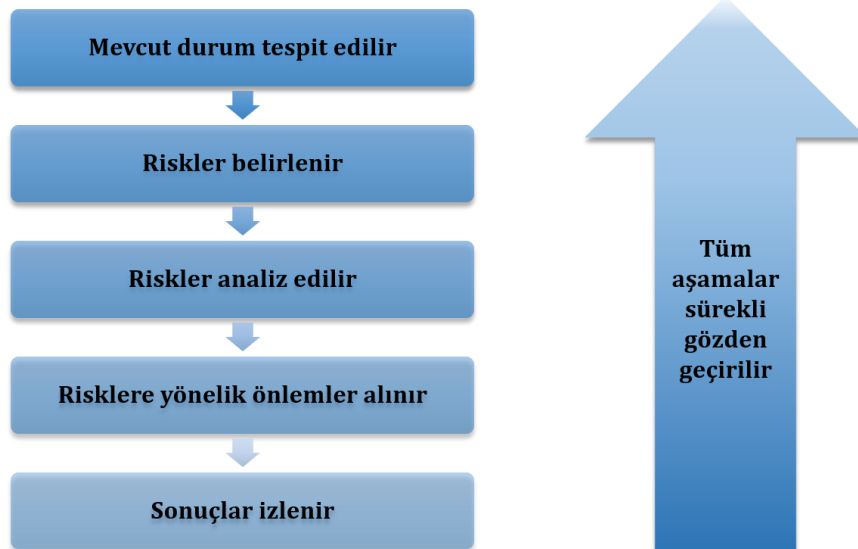 Mevcut durum tespit edilir
Riskler belirlenir
Riskler analiz edilir
Risklere yönelik önlemler alınır
Sonuçlar izlenir
Tüm
aşamalar
sürekli
gözden
geçirilir